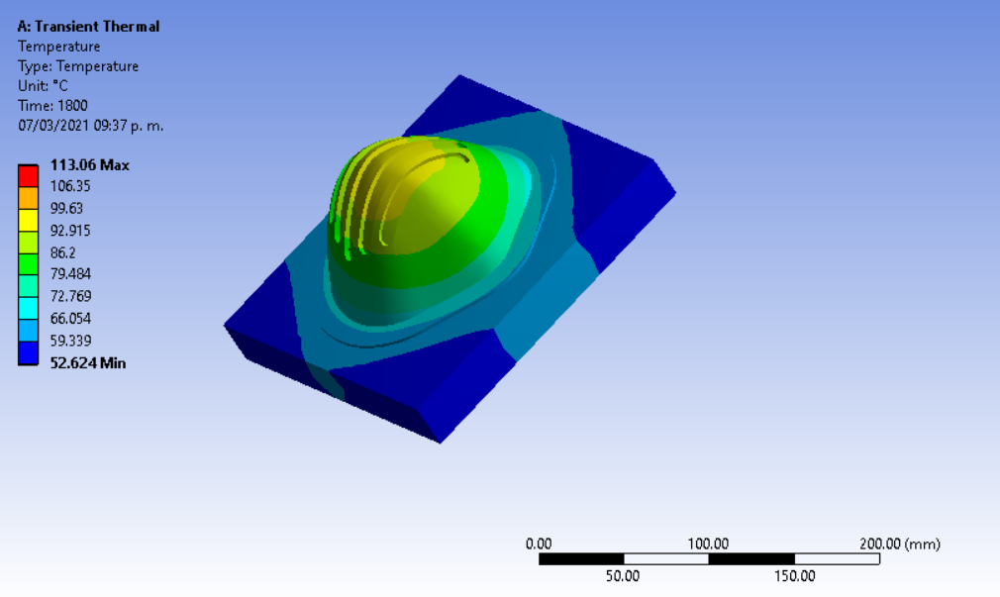 A: Transient Thermal
Temperature
Type: Temperature
Unit: °C
Time: 1800
07/03/2021 09:37 p. m.
113.06 Max
106.35
99.63
92.915
86.2
79.484
72.769
66.054
59.339
52.624 Min
0.00 100.00 200.00 (mm)
50.00 150.00